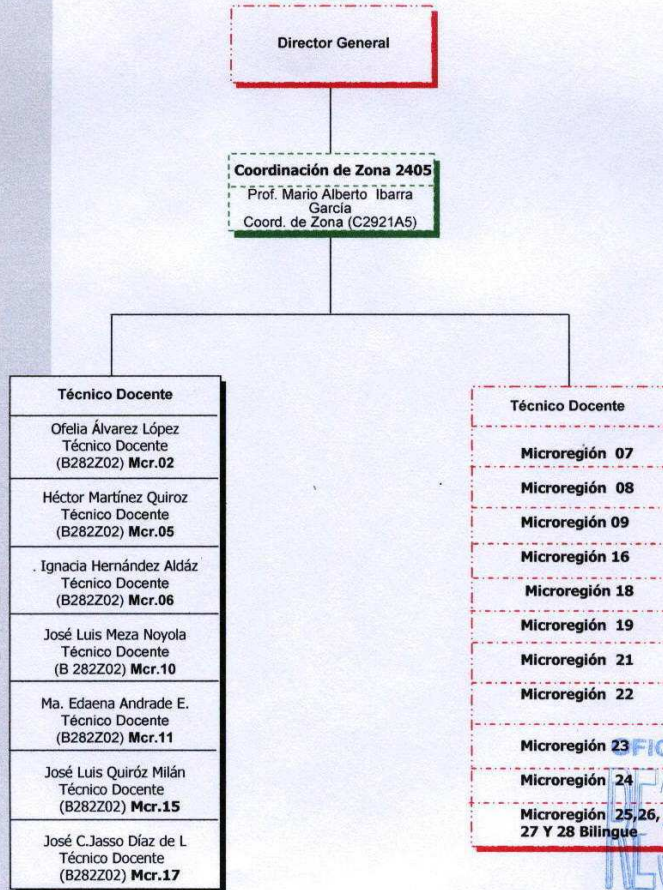 Director General
Coordinación de Zona 2405
Prof. Mario Alberto Ibarra
García
Coord. de Zona (C2921A5)
Técnico Docente
Ofelia Álvarez López
Técnico Docente
(B282Z02) Mcr.02
Héctor Martínez Quiroz
Técnico Docente
(B282Z02) Mcr.05
. Ignacia Hernández Aldáz
Técnico Docente
(B282Z02) Mcr.06
José Luis Meza Noyola
Técnico Docente
(B 282Z02) Mcr.10
Ma. Edaena Andrade E.
Técnico Docente
(B282Z02) Mcr.11
José Luis Quiróz Milán
Técnico Docente
(B282Z02) Mcr.15
José C.Jasso Díaz de L
Técnico Docente
(B282Z02) Mcr.17
Técnico Docente
Microregión 07
Microregión 08
Microregión 09
Microregión 16
Microregión 18
Microregión 19
Microregión 21
Microregión 22
Microregión 23
Microregión 24
Microregión 25,26,
27 Y 28 Bilingue